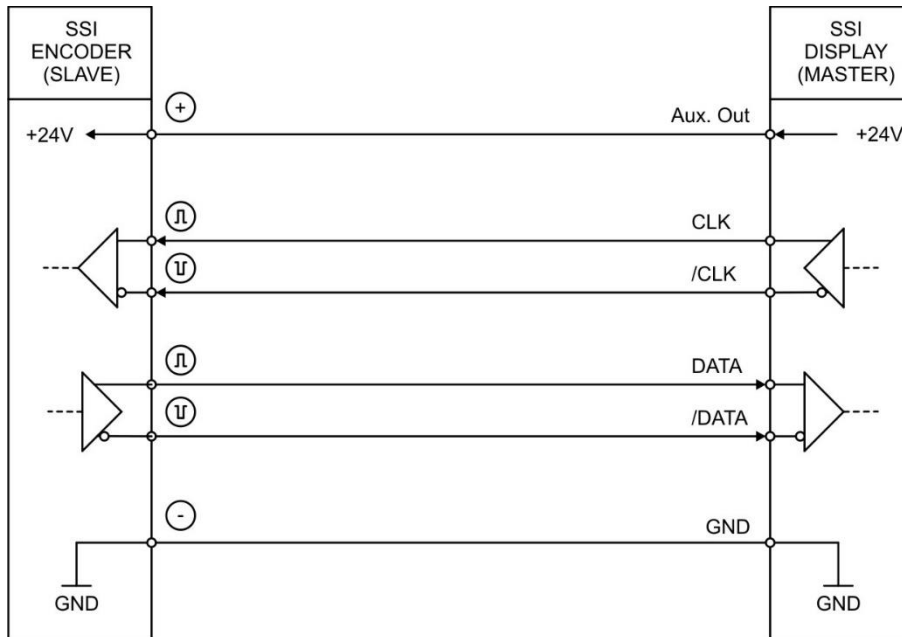 SSI
ENCODER
(SLAVE)
SSI
DISPLAY
(MASTER)
+
Aux. Out
+24V
+24V
CLK
/CLK
DATA
/DATA
-
GND
GND
GND